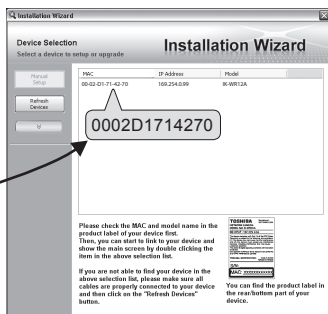 Installation Wizard
Device Selection
Select a device to setup or upgrade
Installation Wizard
Manual
Setup
Refresh
Devices
MAC IP Address Model
00-02-D1-71-42-70 169.254.0.99 IK-WR12A
0002D1714270
Please check the MAC and model name in the
product label of your device first.
Then, you can start to link to your device and
show the main screen by double clicking the
item in the above selection list.
If you are not able to find your device in the
above selection list, please make sure all
cables are properly connected to your device
and then click on the "Refresh Devices"
button.
TOSHIBA
MAC: XXXXXXXXXXXX
You can find in
the rear/bottom part of your
device.